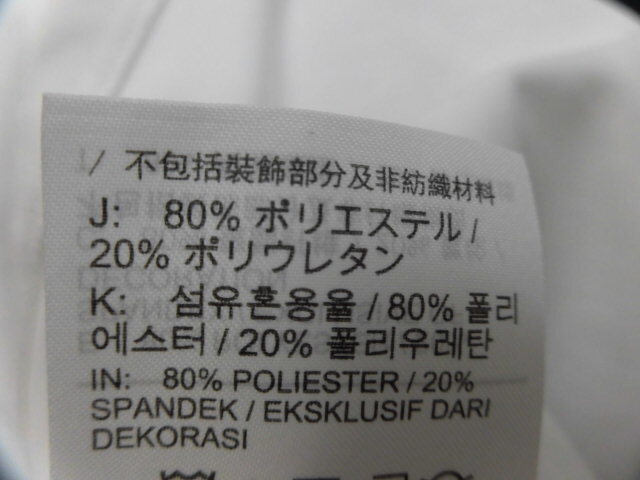 / 不包括裝飾部分及非紡織材料
J: 80% ポリエステル /
20% ポリウレタン
K: 섬유혼용율 / 80% 폴리
에스터 / 20% 폴리우레탄
IN: 80% POLIESTER / 20%
SPANDEK / EKSKLUSIF DARI
DEKORASI